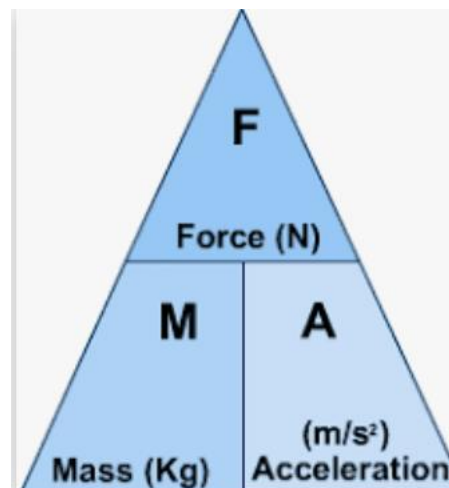 F
Force (N)
M
A
(m/s²)
Mass (Kg)
Acceleration